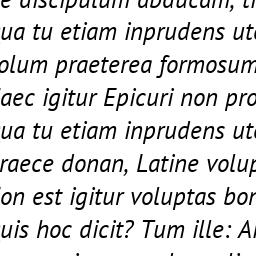 e discipulum abducam, t
ua tu etiam inprudens ut
olum praeterea formosum
aec igitur Epicuri non pro
ua tu etiam inprudens ut
raece donan, Latine volup
on est igitur voluptas bon
uis hoc dicit? Tum ille: A